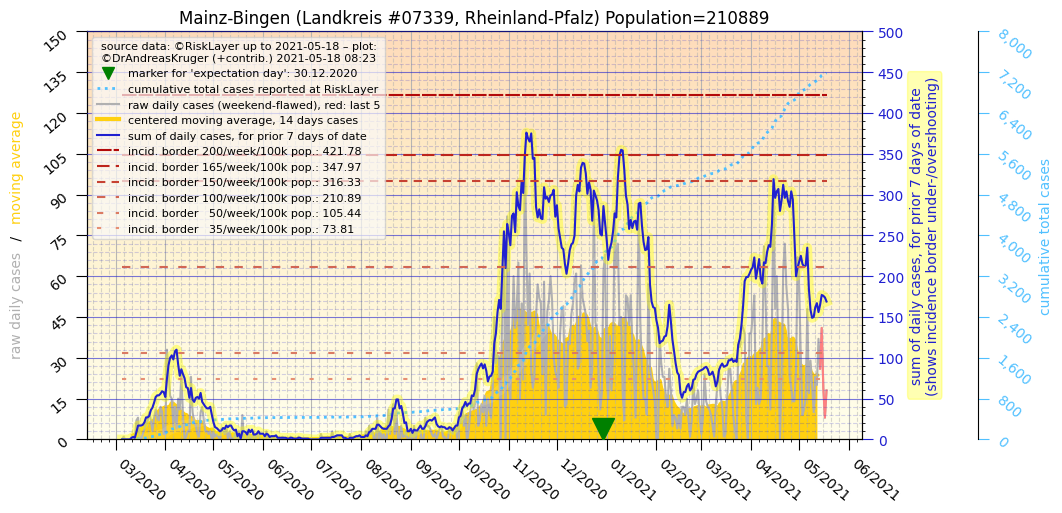 Mainz-Bingen (Landkreis #07339, Rheinland-Pfalz) Population=210889
source data: ©RiskLayer up to 2021-05-18 – plot:
©DrAndreasKruger (+contrib.) 2021-05-18 08:23
marker for 'expectation day': 30.12.2020
cumulative total cases reported at RiskLayer
raw daily cases (weekend-flawed), red: last 5
centered moving average, 14 days cases
sum of daily cases, for prior 7 days of date
incid. border 200/week/100k pop.: 421.78
incid. border 165/week/100k pop.: 347.97
incid. border 150/week/100k pop.: 316.33
incid. border 100/week/100k pop.: 210.89
incid. border   50/week/100k pop.: 105.44
incid. border   35/week/100k pop.: 73.81
raw daily cases / moving average
150
135
120
105
90
75
60
45
30
15
0
03/2020
04/2020
05/2020
06/2020
07/2020
08/2020
09/2020
10/2020
11/2020
12/2020
01/2021
02/2021
03/2021
04/2021
05/2021
06/2021
500
450
400
350
300
250
200
150
100
50
0
sum of daily cases, for prior 7 days of date
(shows incidence border under-/overshooting)
8,000
7,200
6,400
5,600
4,800
4,000
3,200
2,400
1,600
800
0
cumulative total cases